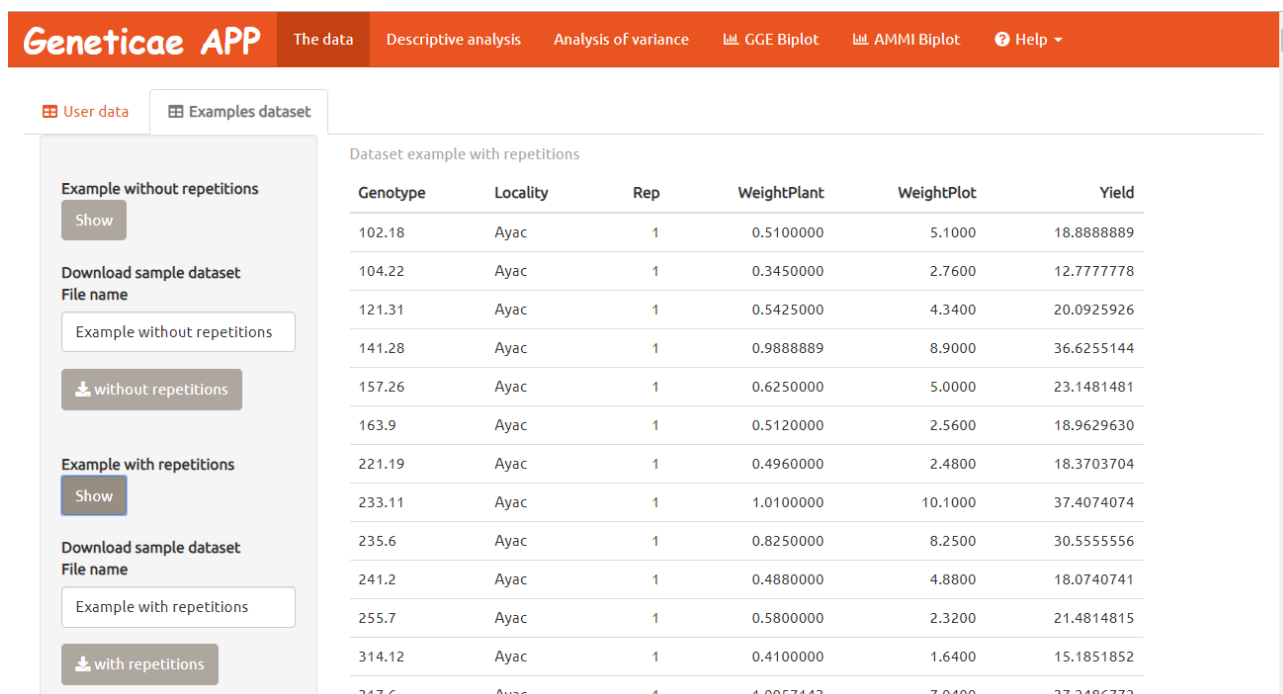 Geneticae APP The data Descriptive analysis Analysis of variance GGE Biplot AMMI Biplot Help
User data Examples dataset
Example without repetitions
Show
Download sample dataset
File name
Example without repetitions
without repetitions
Example with repetitions
Show
Download sample dataset
File name
Example with repetitions
with repetitions
Dataset example with repetitions
Genotype Locality Rep WeightPlant WeightPlot Yield
102.18 Ayac 1 0.5100000 5.1000 18.8888889
104.22 Ayac 1 0.3450000 2.7600 12.7777778
121.31 Ayac 1 0.5425000 4.3400 20.0925926
141.28 Ayac 1 0.9888889 8.9000 36.6255144
157.26 Ayac 1 0.6250000 5.0000 23.1481481
163.9 Ayac 1 0.5120000 2.5600 18.9629630
221.19 Ayac 1 0.4960000 2.4800 18.3703704
233.11 Ayac 1 1.0100000 10.1000 37.4074074
235.6 Ayac 1 0.8250000 8.2500 30.5555556
241.2 Ayac 1 0.4880000 4.8800 18.0740741
255.7 Ayac 1 0.5800000 2.3200 21.4814815
314.12 Ayac 1 0.4100000 1.6400 15.1851852